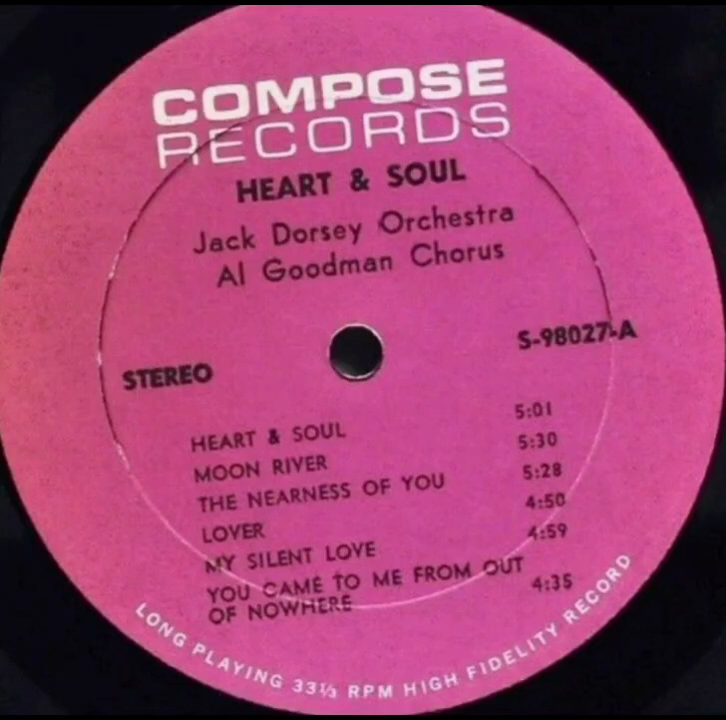 COMPOSE
RECORDS
HEART & SOUL
Jack Dorsey Orchestra
Al Goodman Chorus
STEREO
S-98027-A
HEART & SOUL 5:01
MOON RIVER 5:30
THE NEARNESS OF YOU 5:28
LOVER 4:50
MY SILENT LOVE 4:59
YOU CAME TO ME FROM OUT
OF NOWHERE 4:35
LONG PLAYING 33⅓ RPM HIGH FIDELITY RECORD